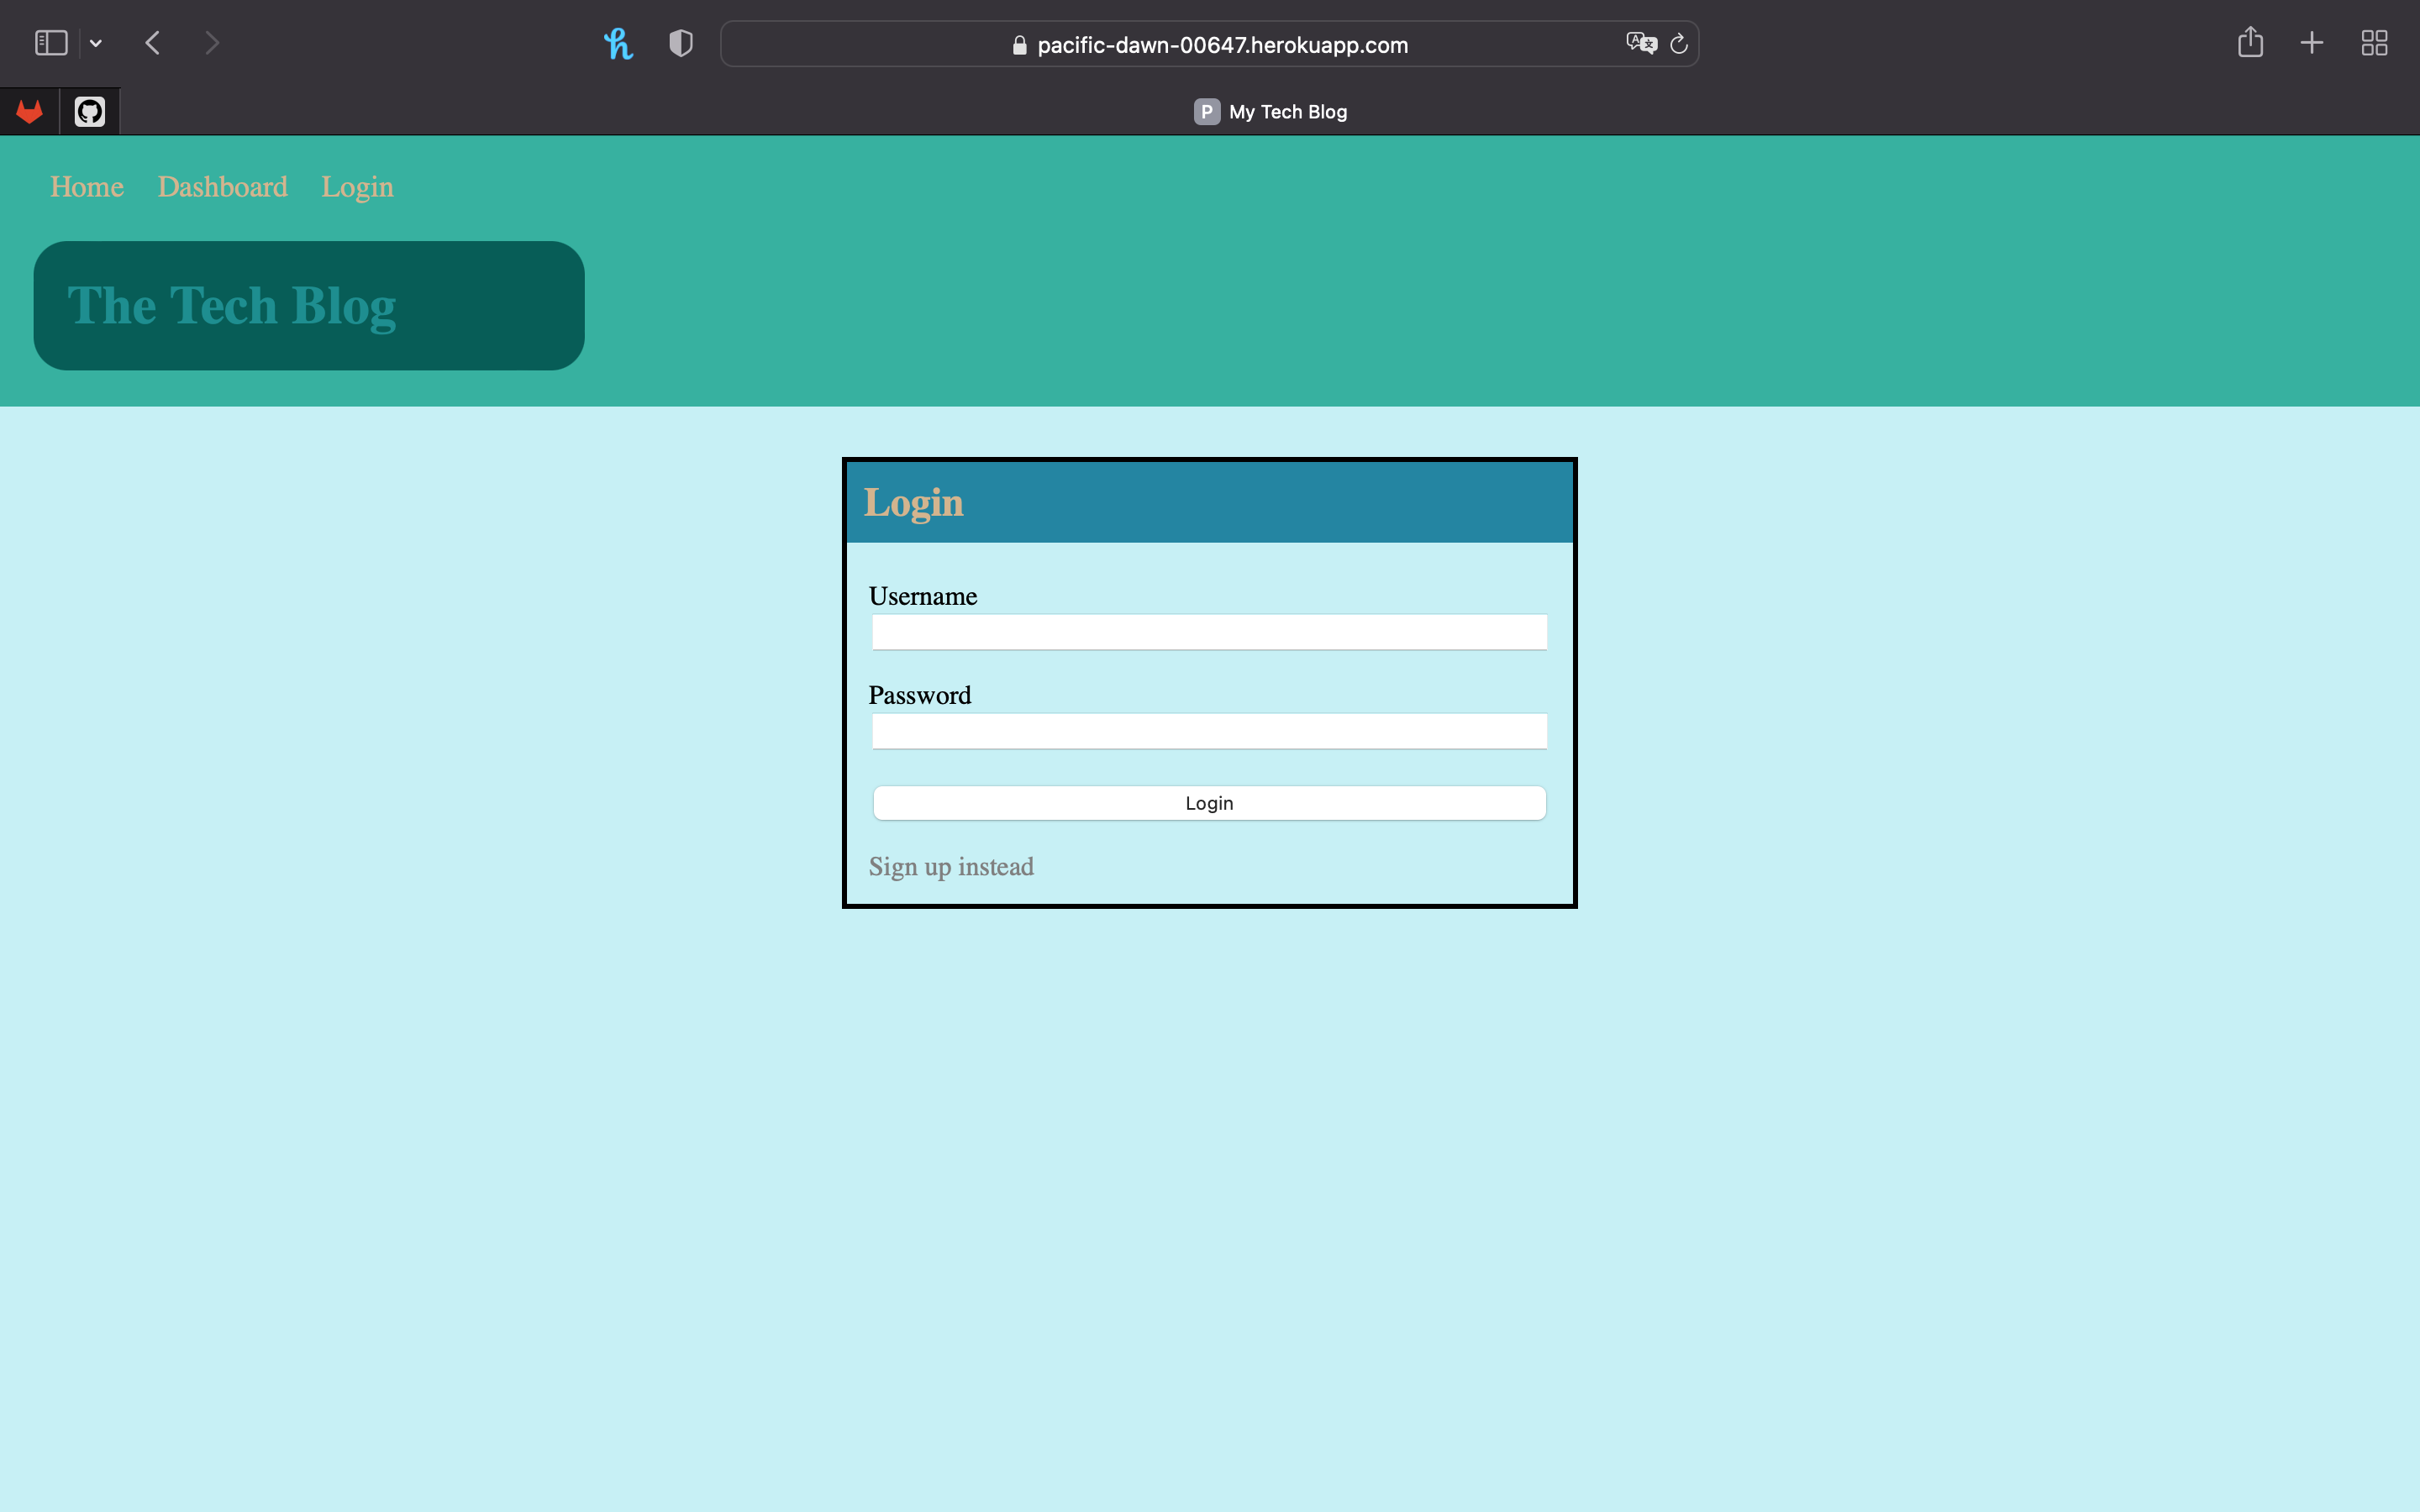 pacific-dawn-00647.herokuapp.com
P My Tech Blog
Home Dashboard Login
The Tech Blog
Login
Username
Password
Login
Sign up instead